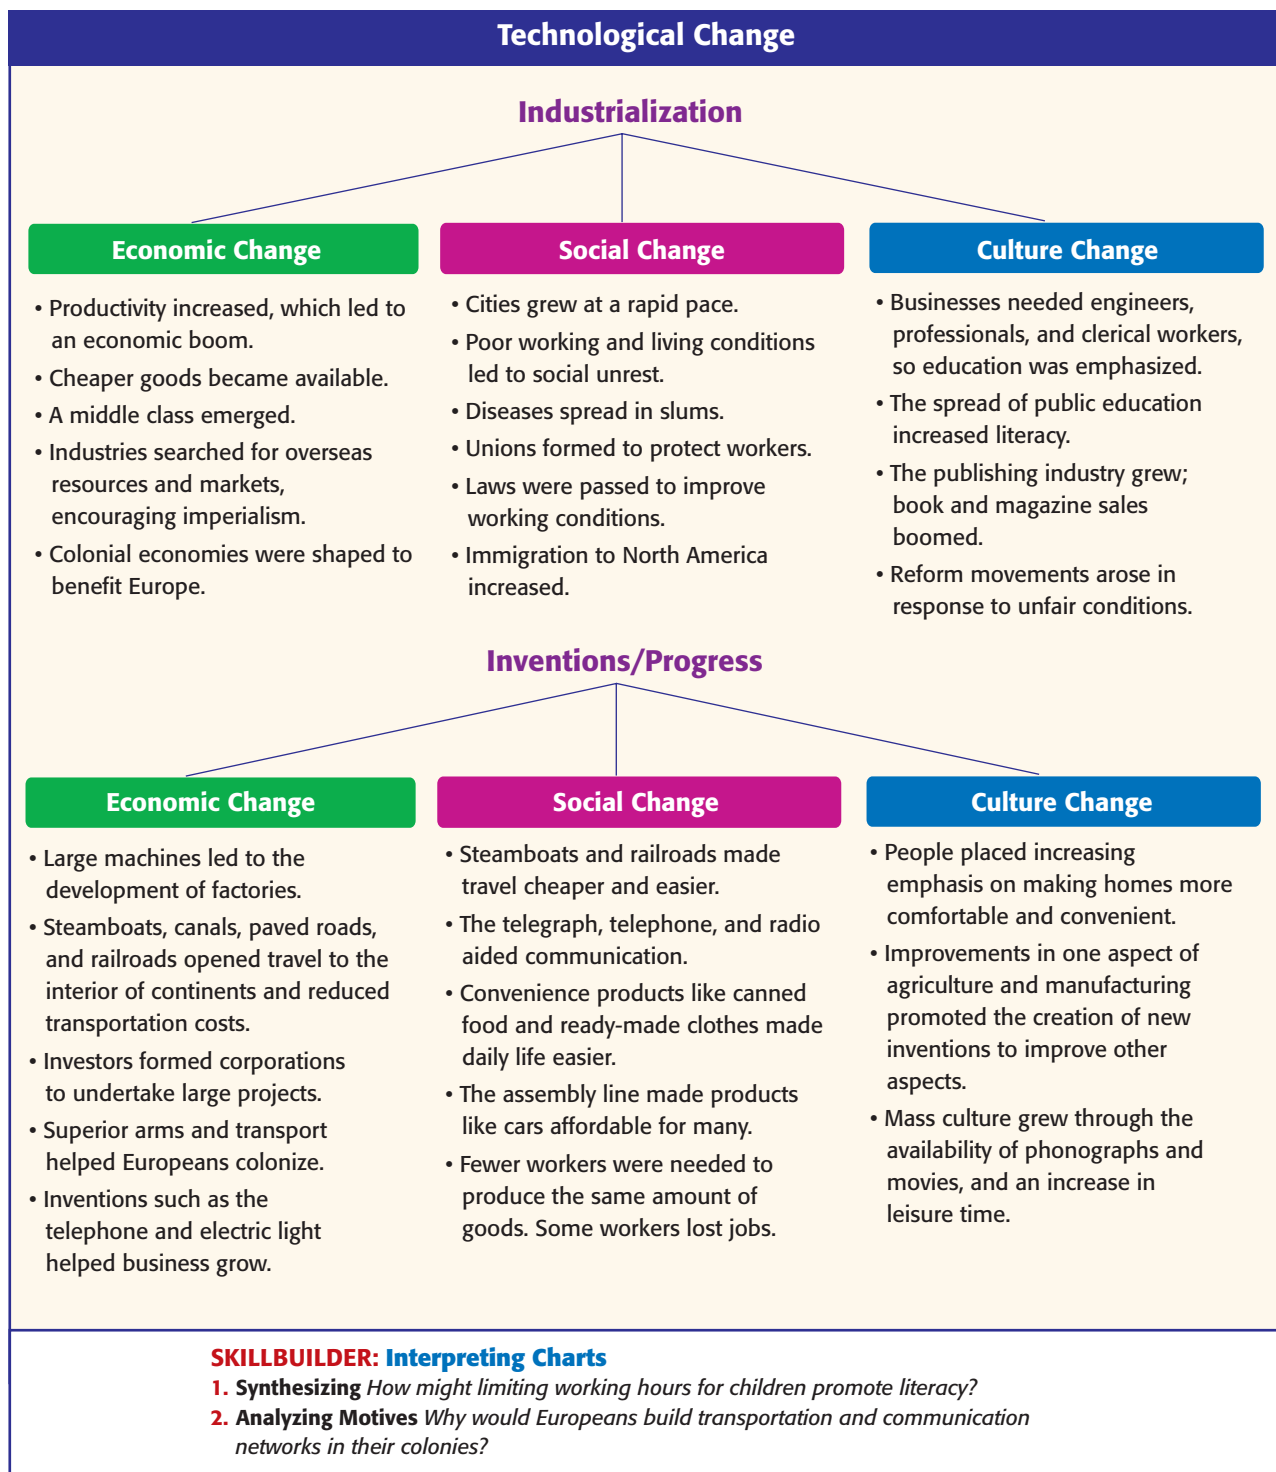 Technological Change
Industrialization
Economic Change
• Productivity increased, which led to
an economic boom.
• Cheaper goods became available.
• A middle class emerged.
• Industries searched for overseas
resources and markets,
encouraging imperialism.
• Colonial economies were shaped to
benefit Europe.
Social Change
• Cities grew at a rapid pace.
• Poor working and living conditions
led to social unrest.
• Diseases spread in slums.
• Unions formed to protect workers.
• Laws were passed to improve
working conditions.
• Immigration to North America
increased.
Culture Change
• Businesses needed engineers,
professionals, and clerical workers,
so education was emphasized.
• The spread of public education
increased literacy.
• The publishing industry grew;
book and magazine sales
boomed.
• Reform movements arose in
response to unfair conditions.
Inventions/Progress
Economic Change
• Large machines led to the
development of factories.
• Steamboats, canals, paved roads,
and railroads opened travel to the
interior of continents and reduced
transportation costs.
• Investors formed corporations
to undertake large projects.
• Superior arms and transport
helped Europeans colonize.
• Inventions such as the
telephone and electric light
helped business grow.
Social Change
• Steamboats and railroads made
travel cheaper and easier.
• The telegraph, telephone, and radio
aided communication.
• Convenience products like canned
food and ready-made clothes made
daily life easier.
• The assembly line made products
like cars affordable for many.
• Fewer workers were needed to
produce the same amount of
goods. Some workers lost jobs.
Culture Change
• People placed increasing
emphasis on making homes more
comfortable and convenient.
• Improvements in one aspect of
agriculture and manufacturing
promoted the creation of new
inventions to improve other
aspects.
• Mass culture grew through the
availability of phonographs and
movies, and an increase in
leisure time.
SKILLBUILDER: Interpreting Charts
1. Synthesizing How might limiting working hours for children promote literacy?
2. Analyzing Motives Why would Europeans build transportation and communication
networks in their colonies?